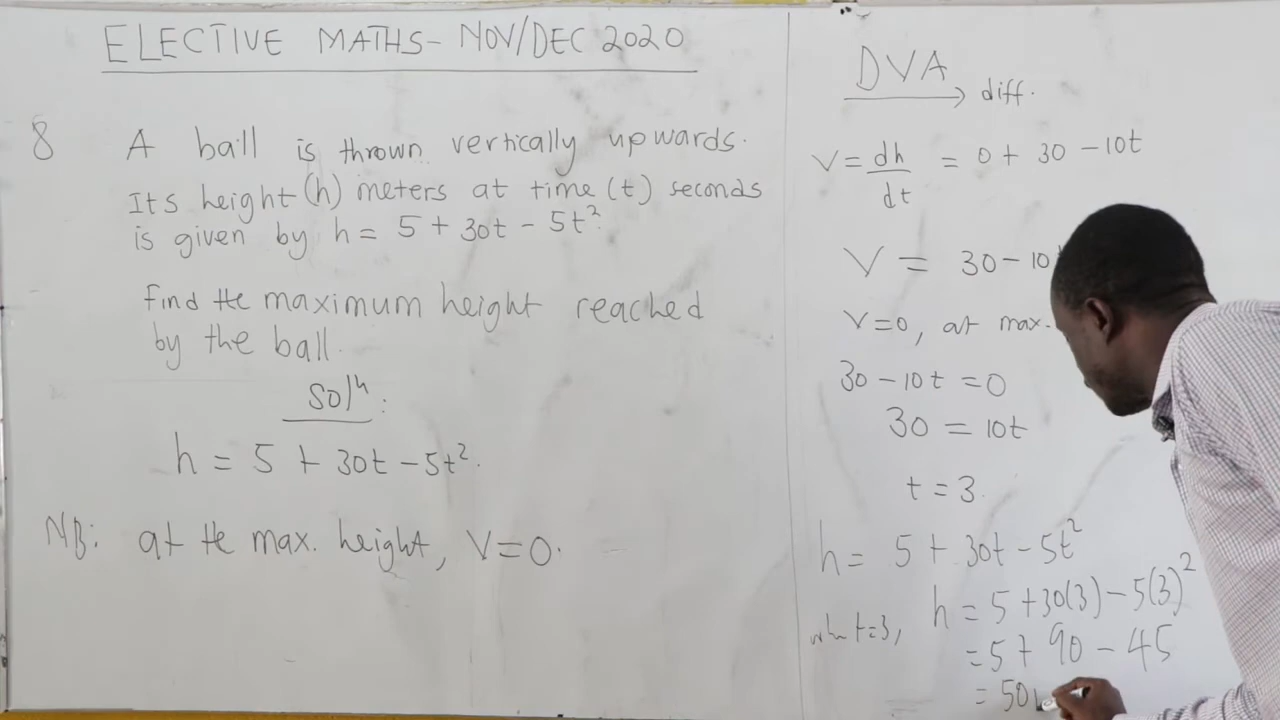 ELECTIVE MATHS- NOV/DEC 2020
8 A ball is thrown vertically upwards.
Its height (h) meters at time (t) seconds
is given by h = 5 + 30t - 5t².
Find the maximum height reached
by the ball.
Solⁿ:
h = 5 + 30t - 5t².
NB: at the max. height, V=0.
DVA
diff.
V = dh/dt = 0 + 30 - 10t
V = 30 - 10
V=0, at max.
30 - 10t = 0
30 = 10t
t = 3.
h = 5 + 30t - 5t²
when t=3, h = 5 + 30(3) - 5(3)²
= 5 + 90 - 45
= 50